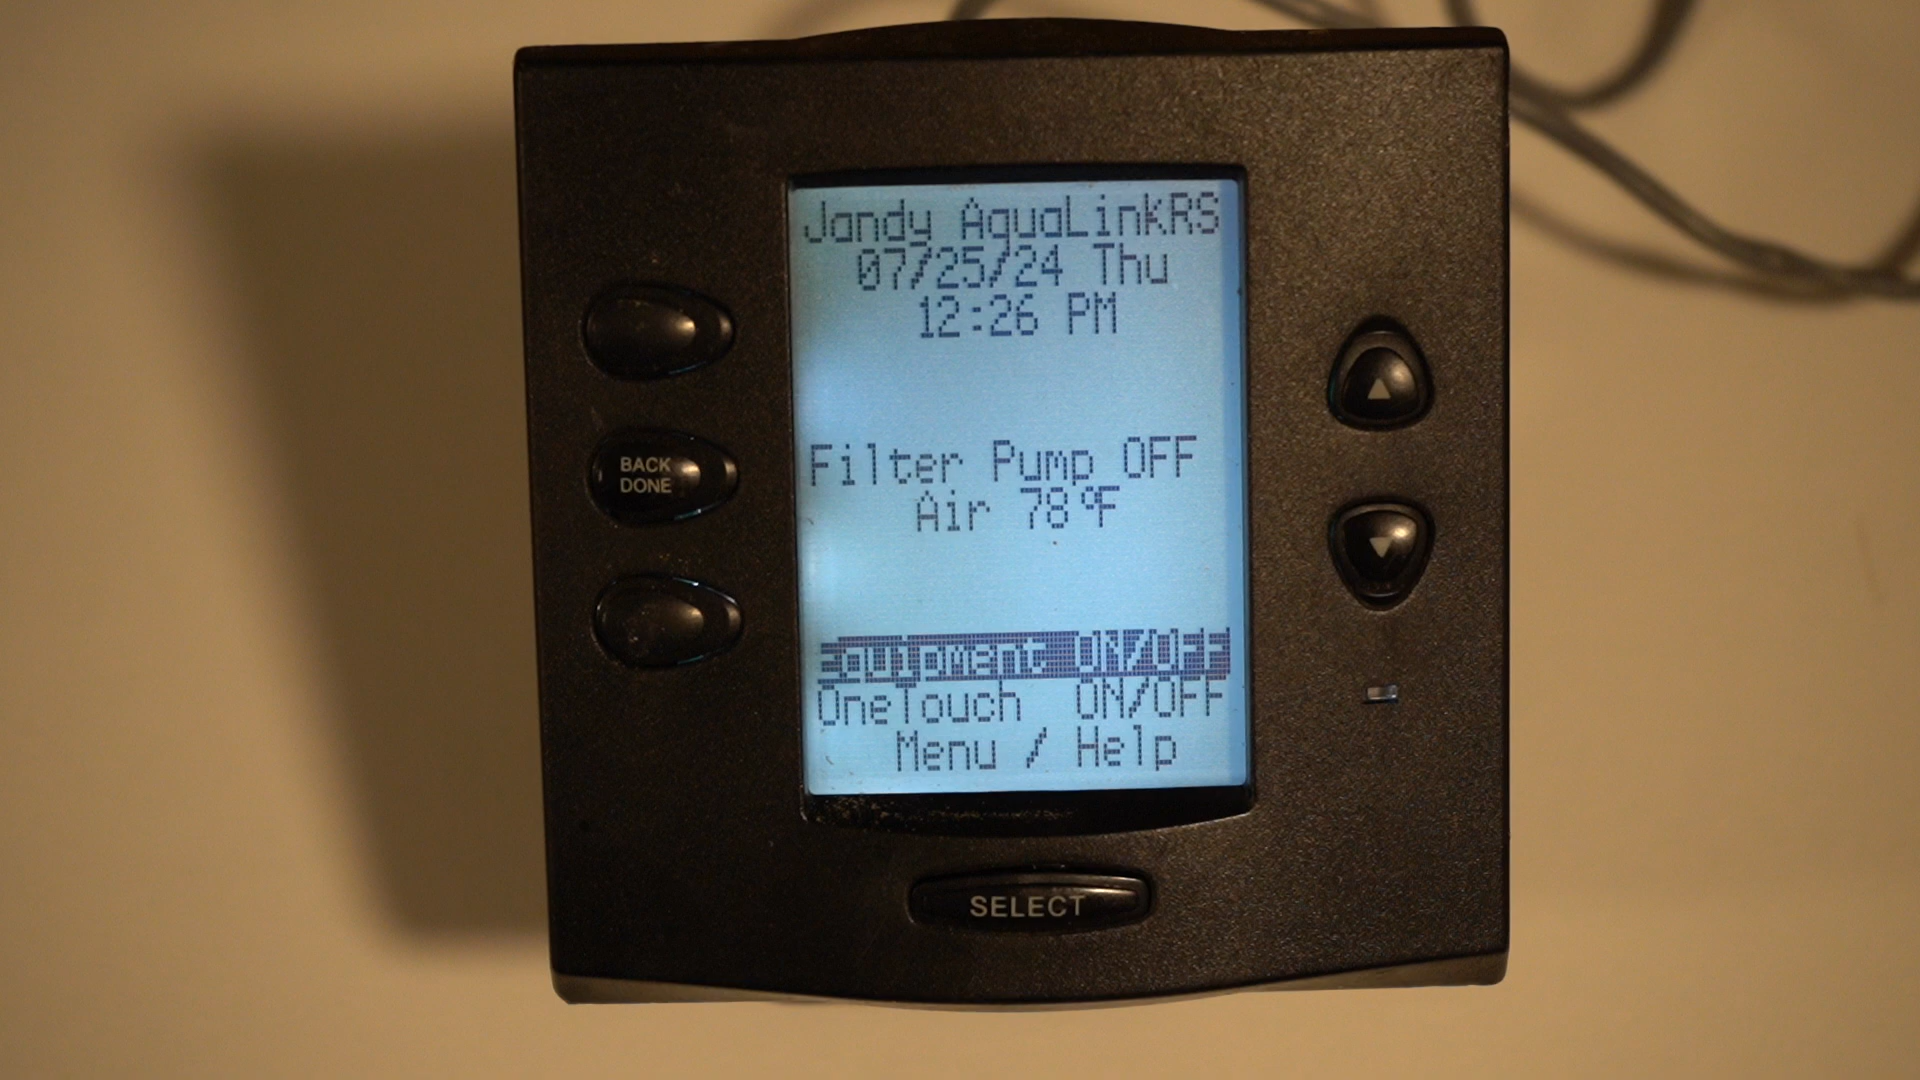 Jandy AquaLinkRS
07/25/24 Thu
12:26 PM
Filter Pump OFF
Air 78°F
Equipment ON/OFF
OneTouch ON/OFF
Menu / Help
BACK
DONE
SELECT